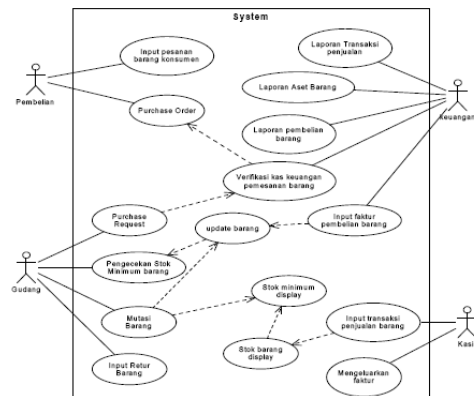 System
Input pesanan
barang konsumen
Laporan Transaksi
penjualan
Pembelian
Laporan Aset Barang
keuangan
Purchase Order
Laporan pembelian
barang
Verifikasi kas keuangan
pemesanan barang
Purchase
Request
update barang
Input faktur
pembelian barang
Pengecekan Stok
Minimum barang
Gudang
Stok minimum
display
Mutasi
Barang
Input transaksi
penjualan barang
Kasi
Stok barang
display
Input Retur
Barang
Mengeluarkan
faktur